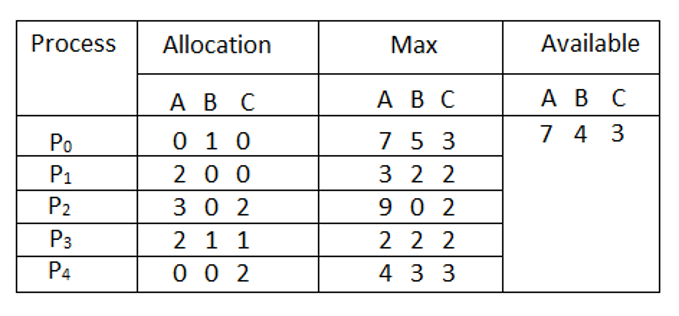 Process Allocation Max Available
A B C A B C A B C
P0 0 1 0 7 5 3 7 4 3
P1 2 0 0 3 2 2
P2 3 0 2 9 0 2
P3 2 1 1 2 2 2
P4 0 0 2 4 3 3